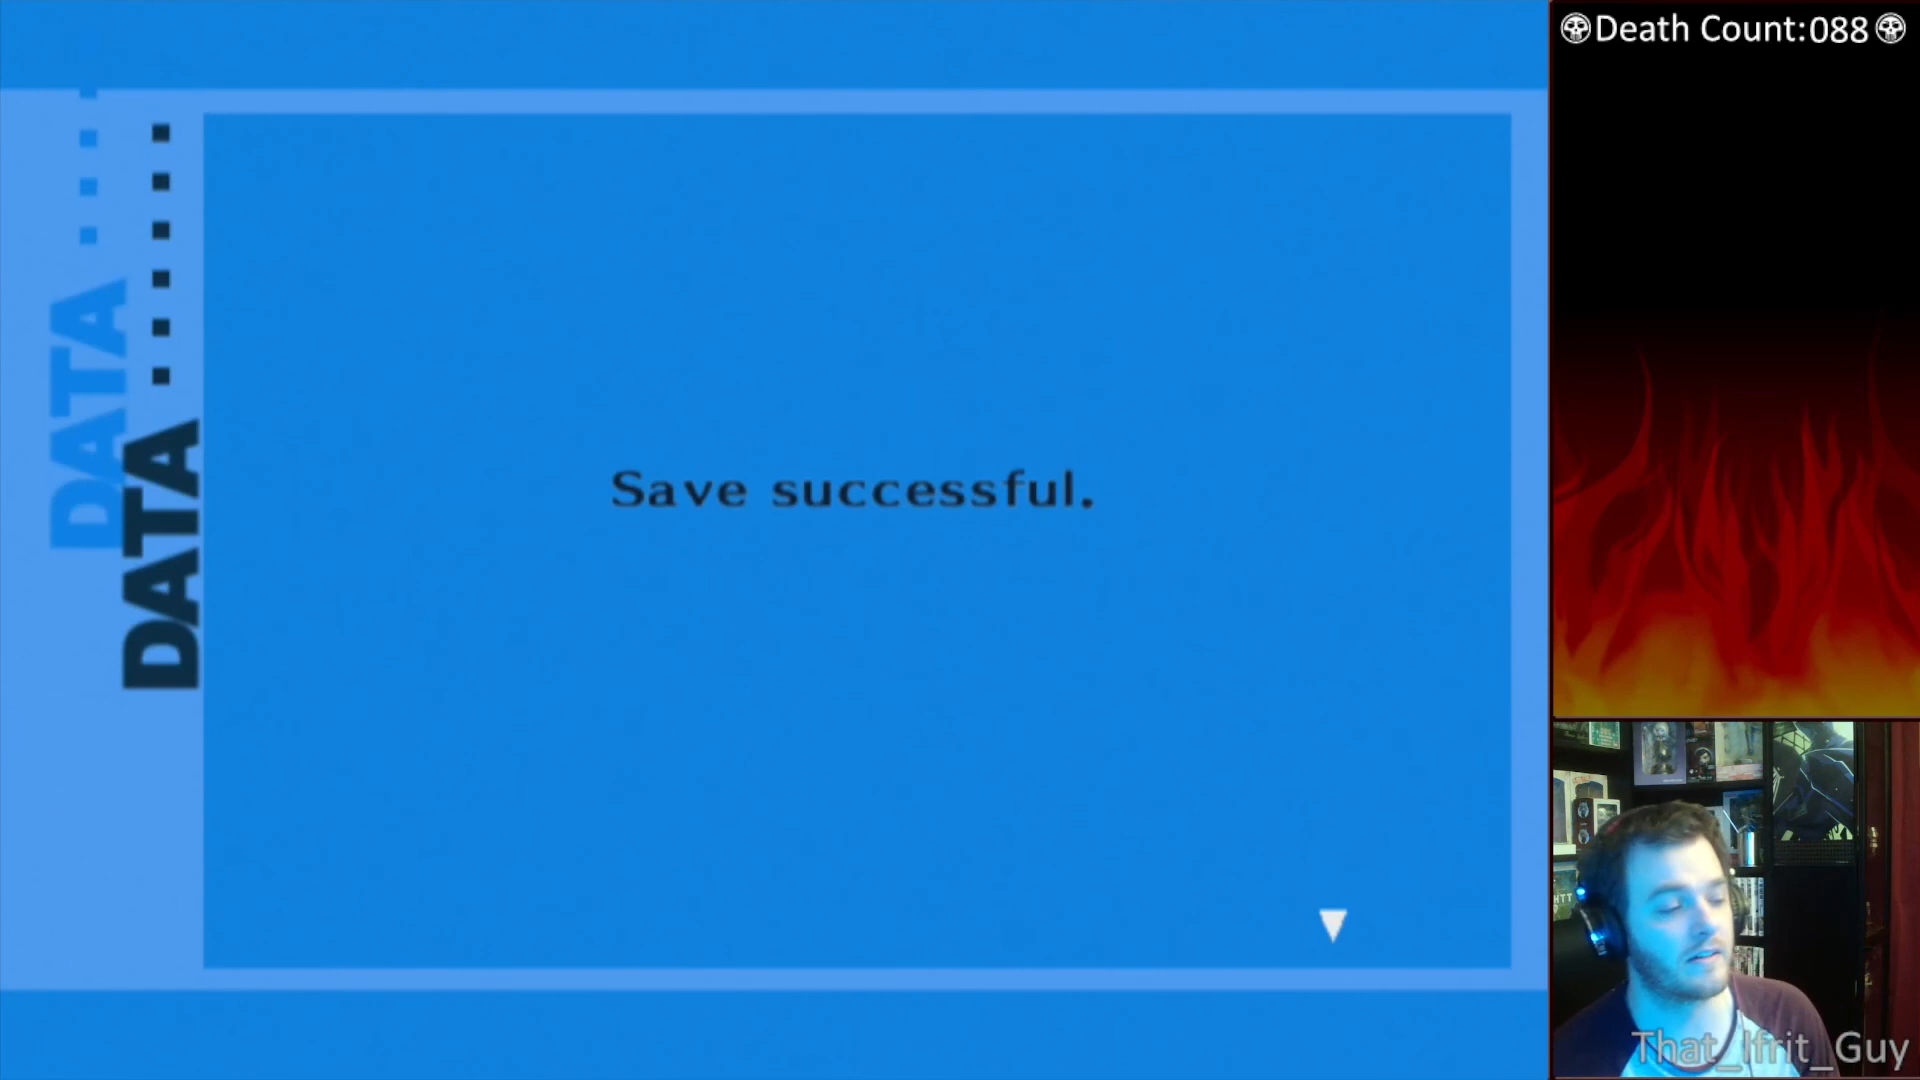 Death Count:088
DATA
DATA
Save successful.
That_Ifrit_Guy